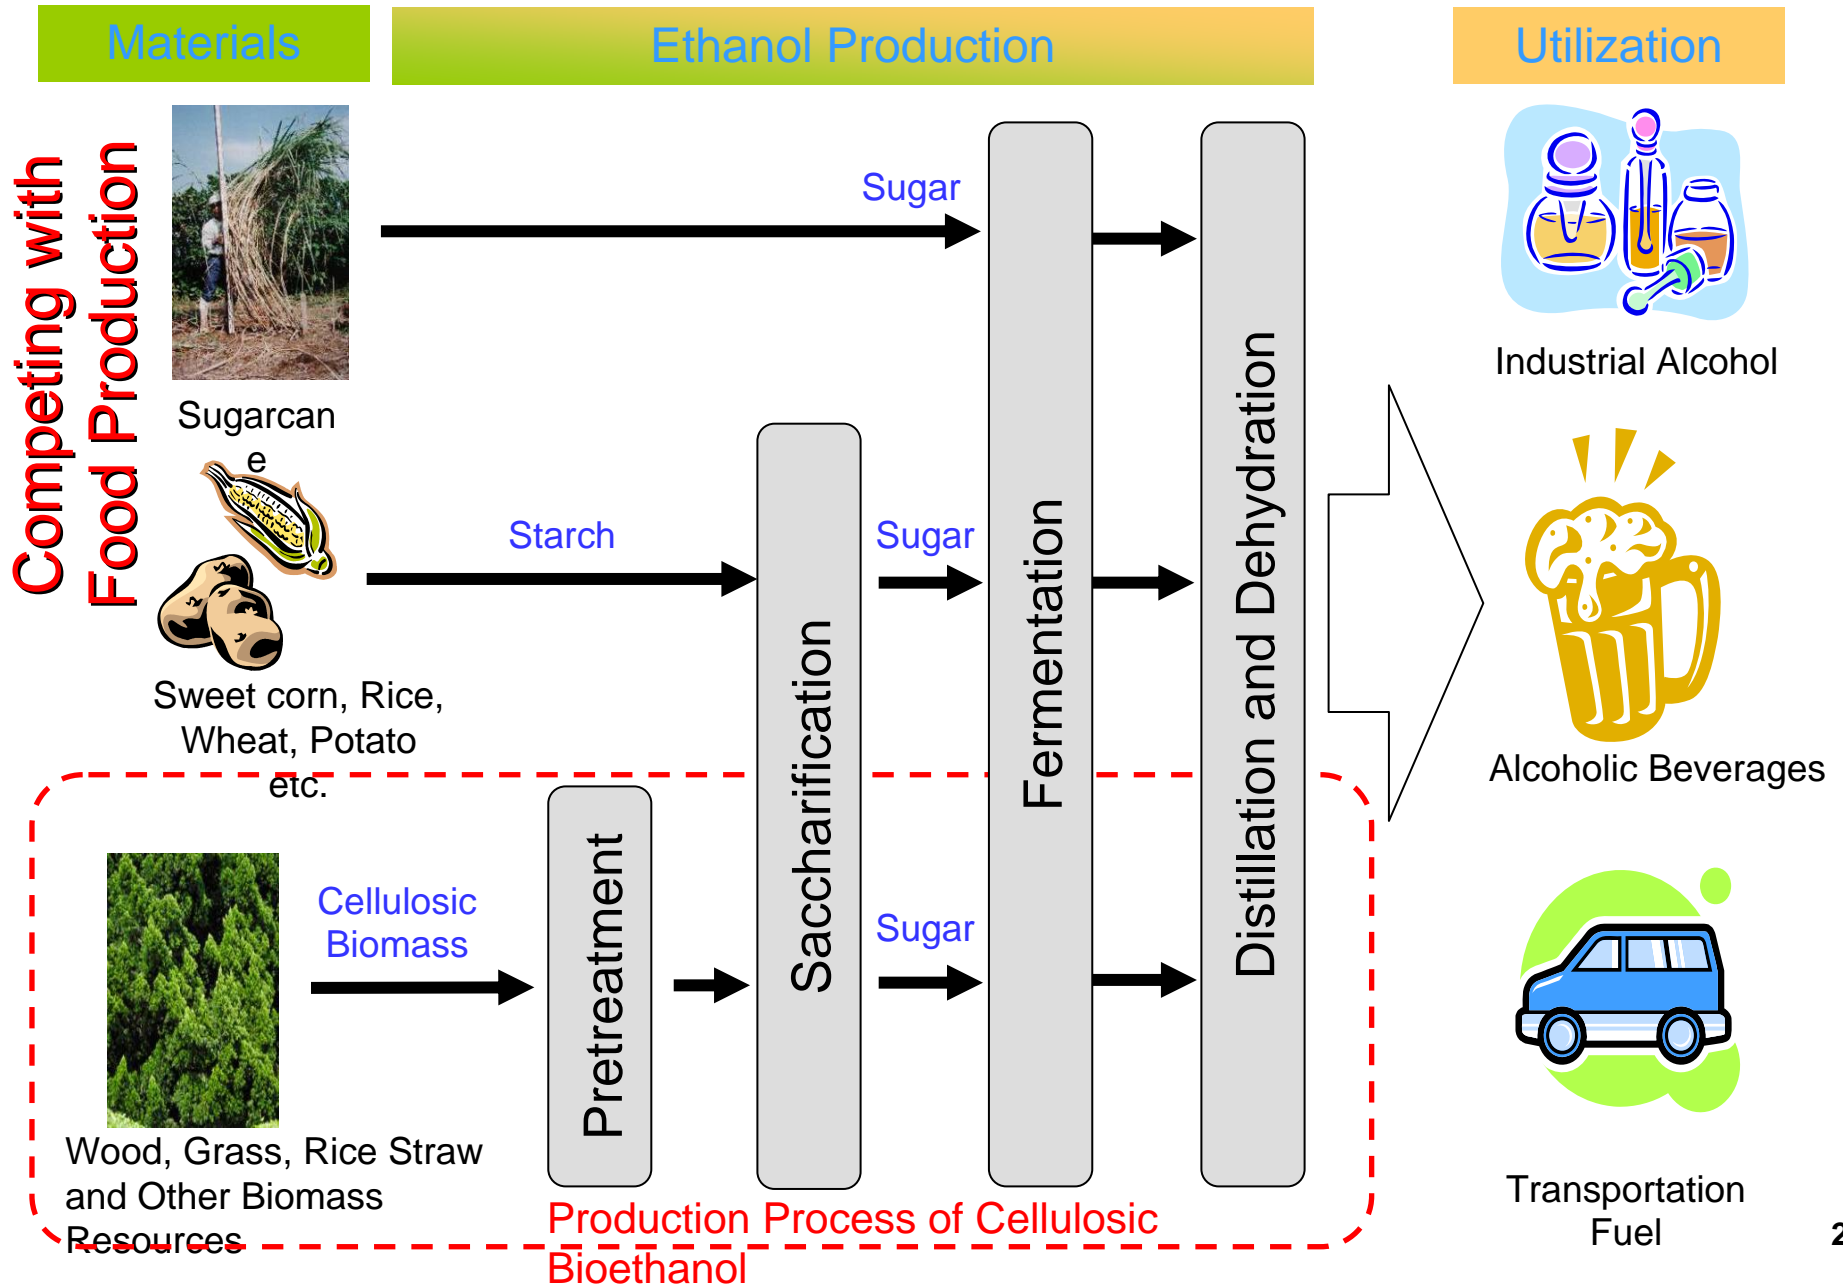 Materials
Ethanol Production
Utilization
Competing with
Food Production
Sugarcan
e
Sweet corn, Rice,
Wheat, Potato
etc.
Wood, Grass, Rice Straw
and Other Biomass
Resources
Sugar
Starch
Sugar
Cellulosic
Biomass
Sugar
Pretreatment
Saccharification
Fermentation
Distillation and Dehydration
Production Process of Cellulosic
Bioethanol
Industrial Alcohol
Alcoholic Beverages
Transportation
Fuel
2